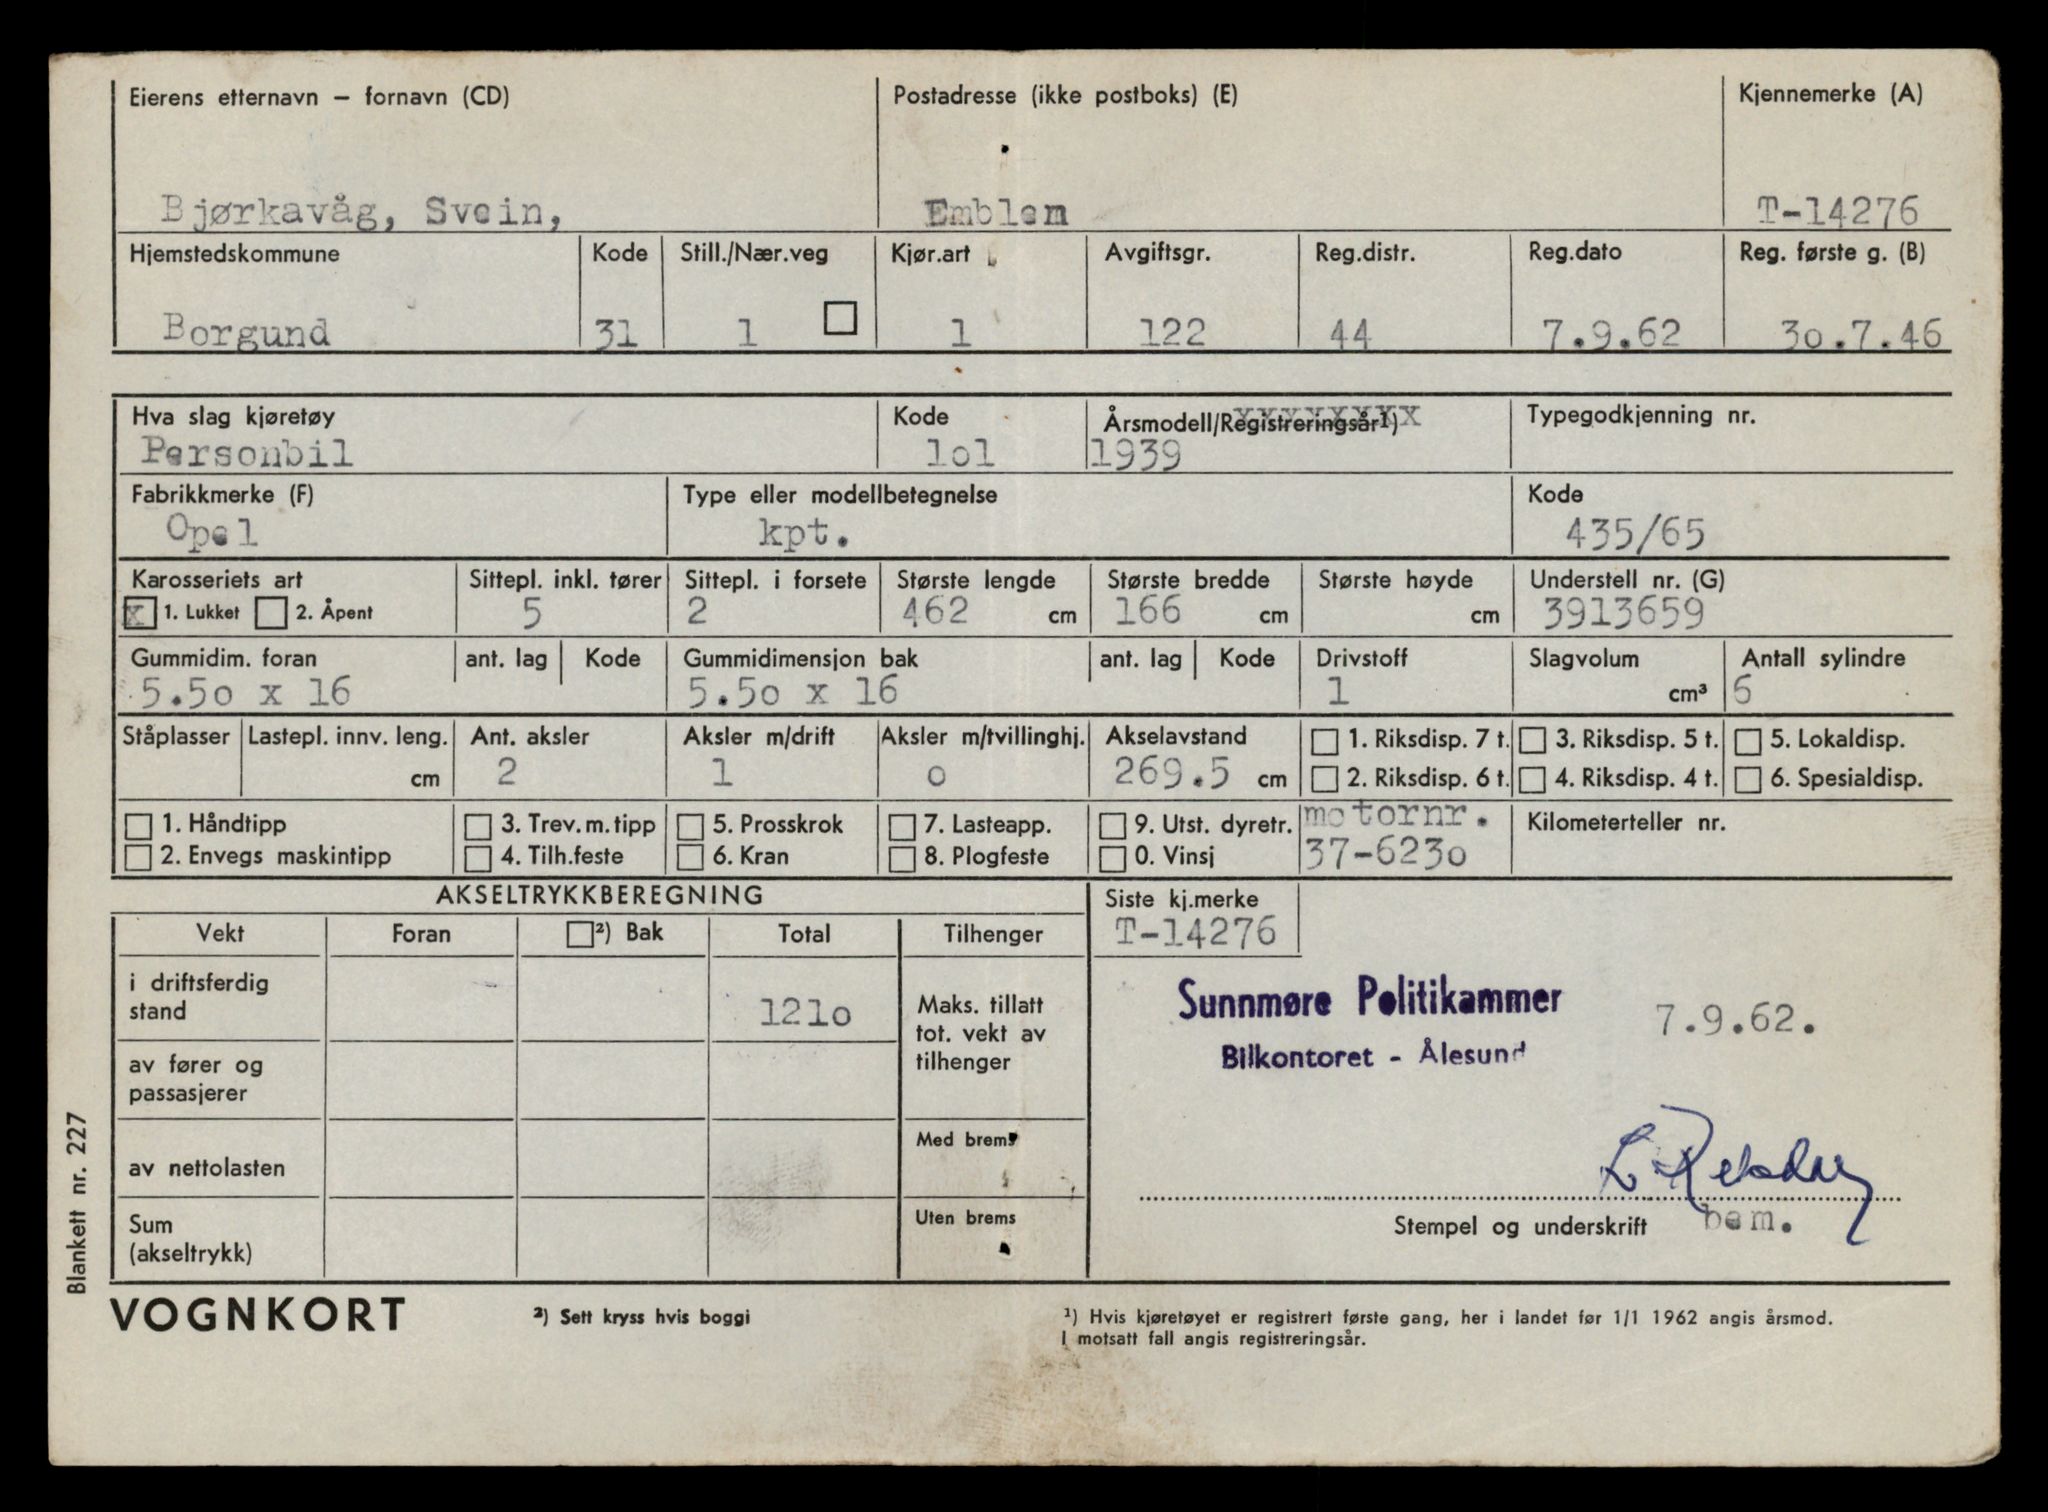 Eierens etternavn – fornavn (CD) Postadresse (ikke postboks) (E) Kjennemerke (A)
Bjørkavåg, Svein, Emblem T-14276
Hjemstedskommune Kode Still./Nær.veg Kjør.art Avgiftsgr. Reg.distr. Reg.dato Reg. første g. (B)
Borgund 31 1 1 122 44 7.9.62 3o.7.46
Hva slag kjøretøy Kode Årsmodell/Registreringsår1) Typegodkjenning nr.
Personbil lol 1939
Fabrikkmerke (F) Type eller modellbetegnelse Kode
Opel kpt. 435/65
Karosseriets art Sittepl. inkl. tører Sittepl. i forsete Største lengde Største bredde Største høyde Understell nr. (G)
x 1. Lukket 2. Åpent 5 2 462 cm 166 cm cm 3913659
Gummidim. foran ant. lag Kode Gummidimensjon bak ant. lag Kode Drivstoff Slagvolum Antall sylindre
5.5o x 16 5.5o x 16 1 cm³ 6
Ståplasser Lastepl. innv. leng. Ant. aksler Aksler m/drift Aksler m/tvillinghj. Akselavstand 1. Riksdisp. 7 t. 3. Riksdisp. 5 t. 5. Lokaldisp.
cm 2 1 o 269.5 cm 2. Riksdisp. 6 t. 4. Riksdisp. 4 t. 6. Spesialdisp.
1. Håndtipp 3. Trev.m.tipp 5. Prosskrok 7. Lasteapp. 9. Utst. dyretr. motornr. Kilometerteller nr.
2. Envegs maskintipp 4. Tilh.feste 6. Kran 8. Plogfeste 0. Vinsj 37-623o
AKSELTRYKKBEREGNING Siste kj.merke
Vekt Foran ²) Bak Total Tilhenger T-14276
i driftsferdig
stand 121o
Maks. tillatt
tot. vekt av
tilhenger
Sunnmøre Politikammer 7.9.62.
Bilkontoret - Ålesund
av fører og
passasjerer
Med brems
av nettolasten
Uten brems
Sum
(akseltrykk)
Stempel og underskrift bem.
Blankett nr. 227
VOGNKORT ²) Sett kryss hvis boggi ¹) Hvis kjøretøyet er registrert første gang, her i landet før 1/1 1962 angis årsmod.
I motsatt fall angis registreringsår.